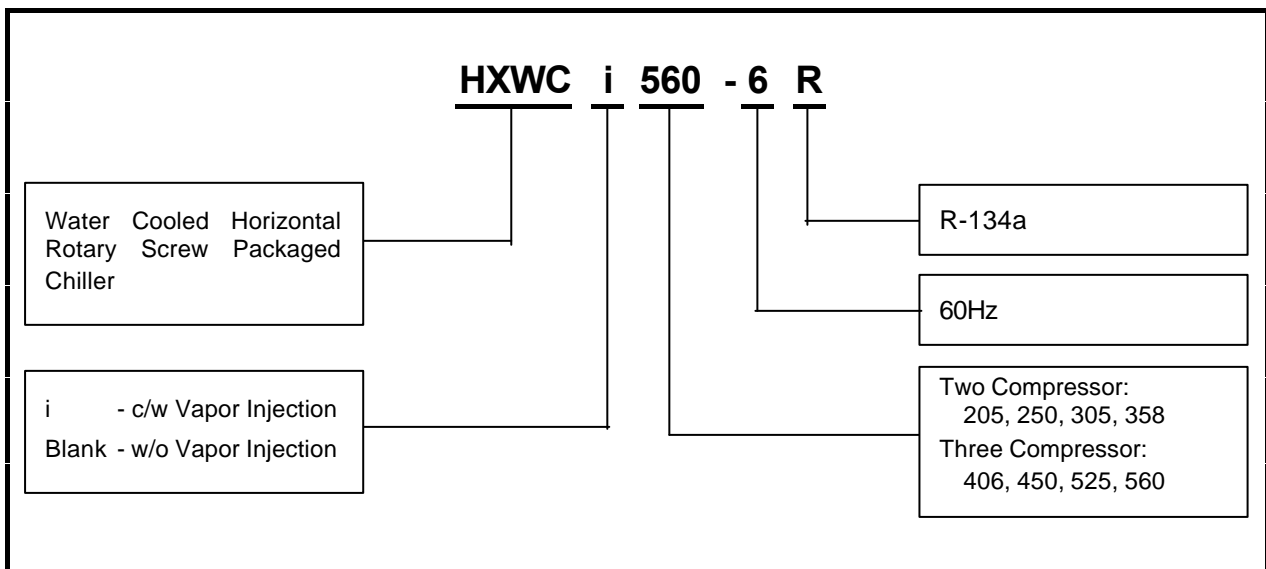 HXWC i 560 - 6 R
Water Cooled Horizontal
Rotary Screw Packaged
Chiller
i - c/w Vapor Injection
Blank - w/o Vapor Injection
R-134a
60Hz
Two Compressor:
205, 250, 305, 358
Three Compressor:
406, 450, 525, 560